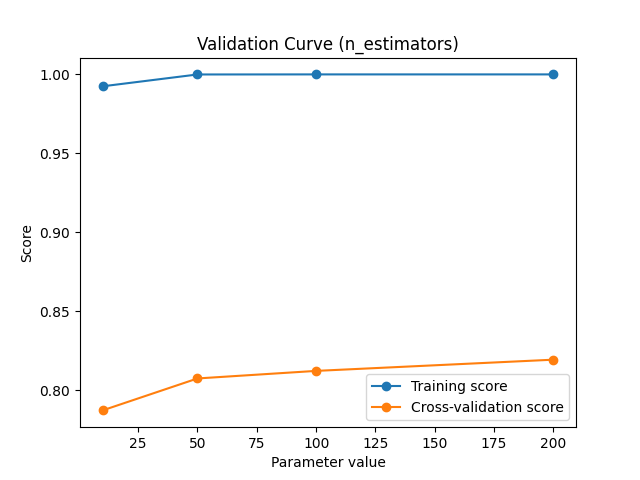 Validation Curve (n_estimators)
1.00
0.95
0.90
0.85
0.80
Score
Training score
Cross-validation score
25 50 75 100 125 150 175 200
Parameter value